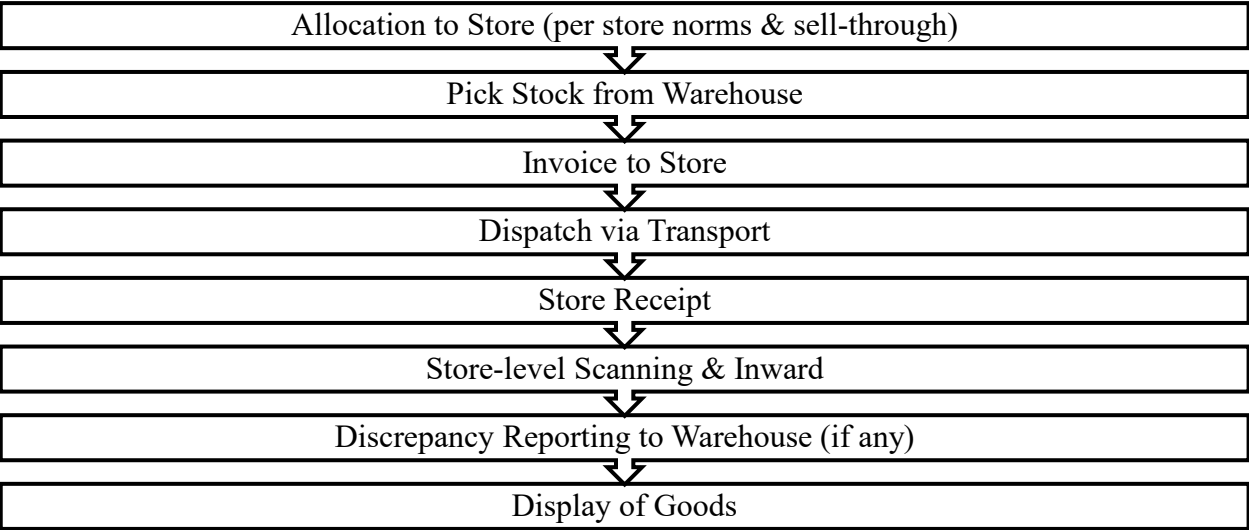 Allocation to Store (per store norms & sell-through)
Pick Stock from Warehouse
Invoice to Store
Dispatch via Transport
Store Receipt
Store-level Scanning & Inward
Discrepancy Reporting to Warehouse (if any)
Display of Goods